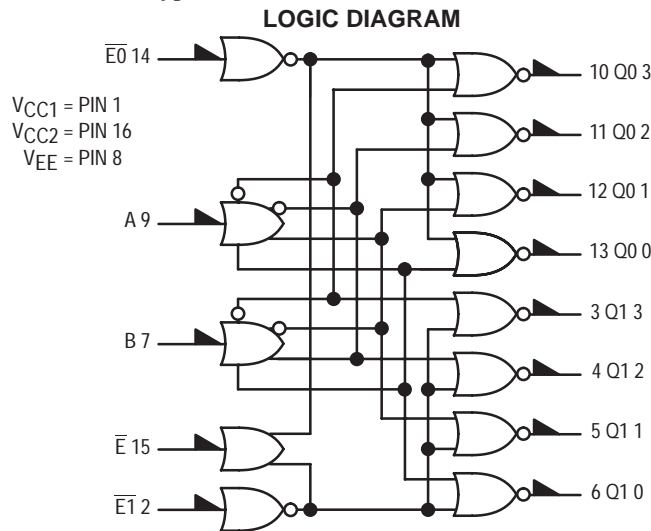 LOGIC DIAGRAM
E0 14
VCC1 = PIN 1
VCC2 = PIN 16
VEE = PIN 8
A 9
B 7
E 15
E1 2
10 Q0 3
11 Q0 2
12 Q0 1
13 Q0 0
3 Q1 3
4 Q1 2
5 Q1 1
6 Q1 0